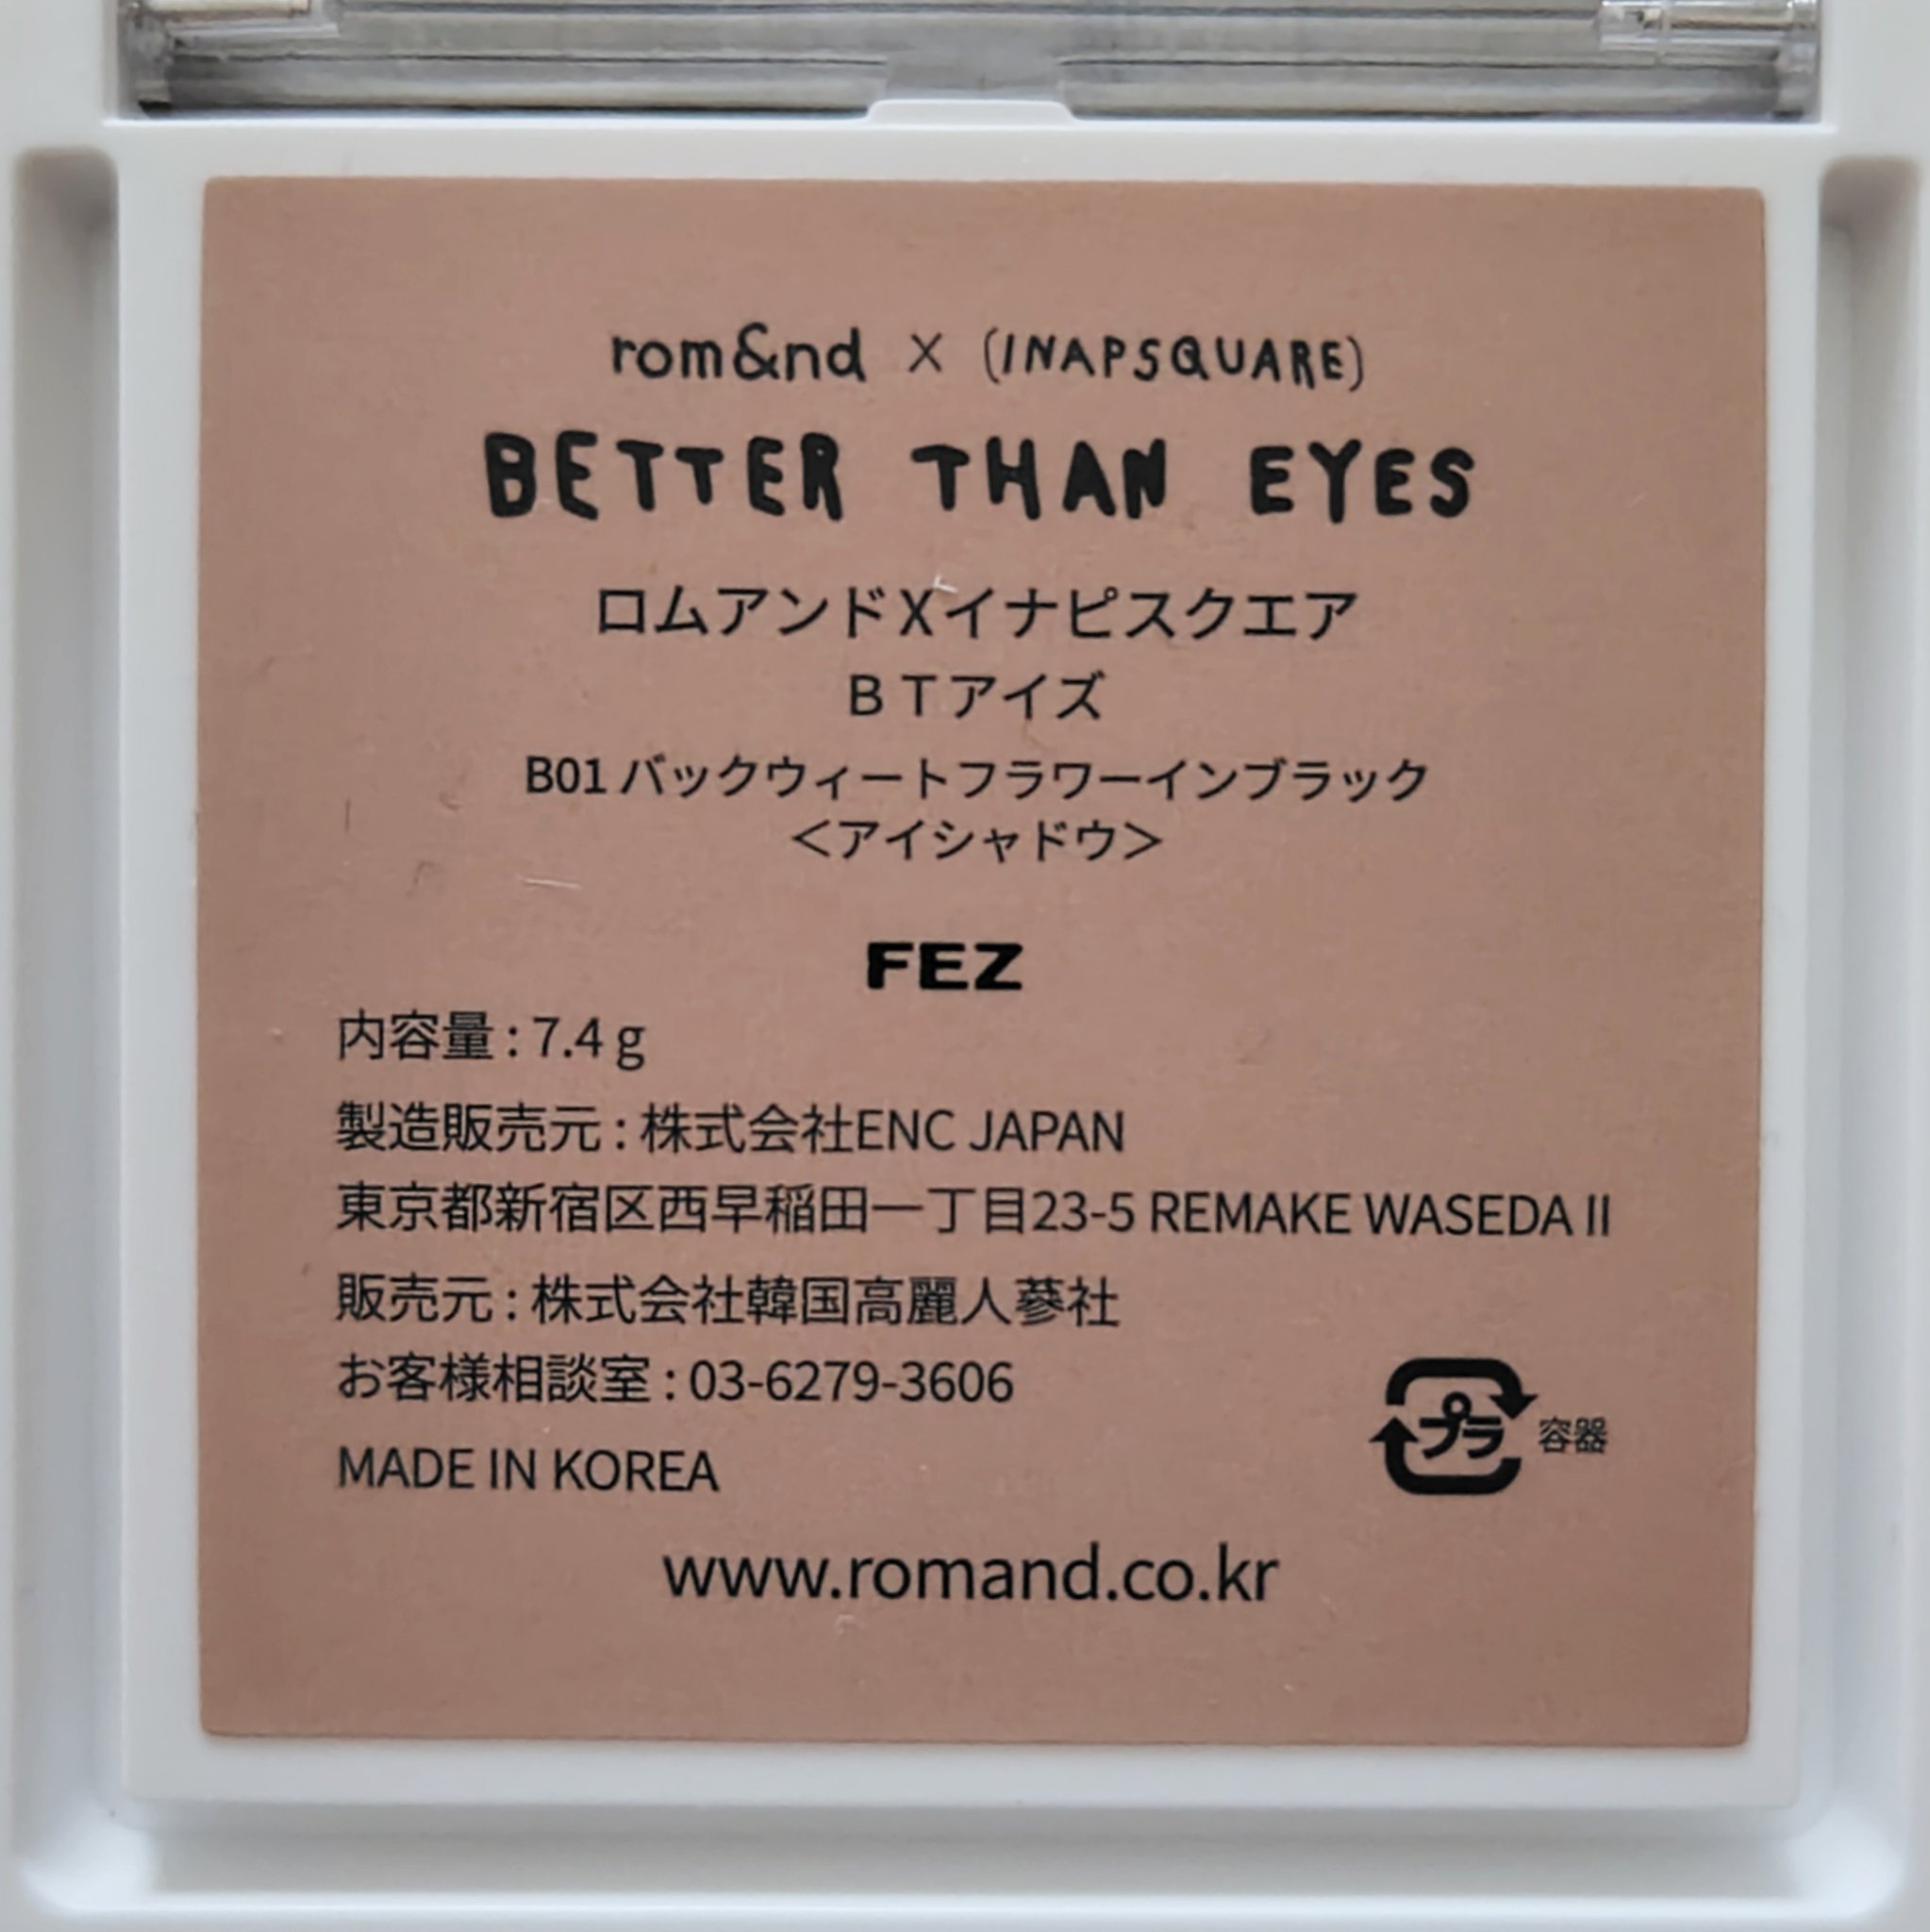 rom&nd X (INAPSQUARE)
BETTER THAN EYES
ロムアンドXイナピスクエア
ＢＴアイズ
B01 バックウィートフラワーインブラック
＜アイシャドウ＞
FEZ
内容量 : 7.4 g
製造販売元 : 株式会社ENC JAPAN
東京都新宿区西早稲田一丁目23-5 REMAKE WASEDA II
販売元 : 株式会社韓国高麗人蔘社
お客様相談室 : 03-6279-3606
プラ 容器
MADE IN KOREA
www.romand.co.kr